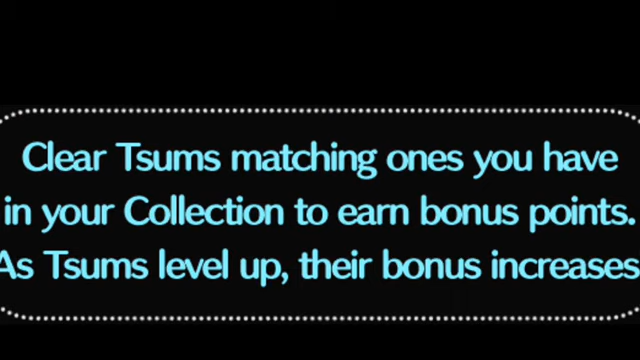 Clear Tsums matching ones you have
in your Collection to earn bonus points.
As Tsums level up, their bonus increases